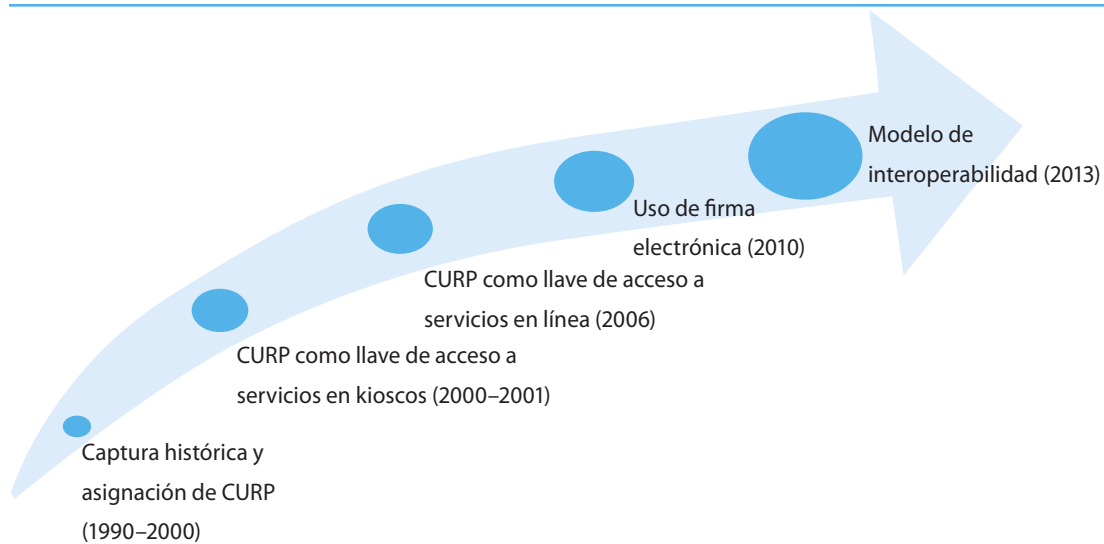 Modelo de
interoperabilidad (2013)
Uso de firma
electrónica (2010)
CURP como llave de acceso a
servicios en línea (2006)
CURP como llave de acceso a
servicios en kioscos (2000–2001)
Captura histórica y
asignación de CURP
(1990–2000)